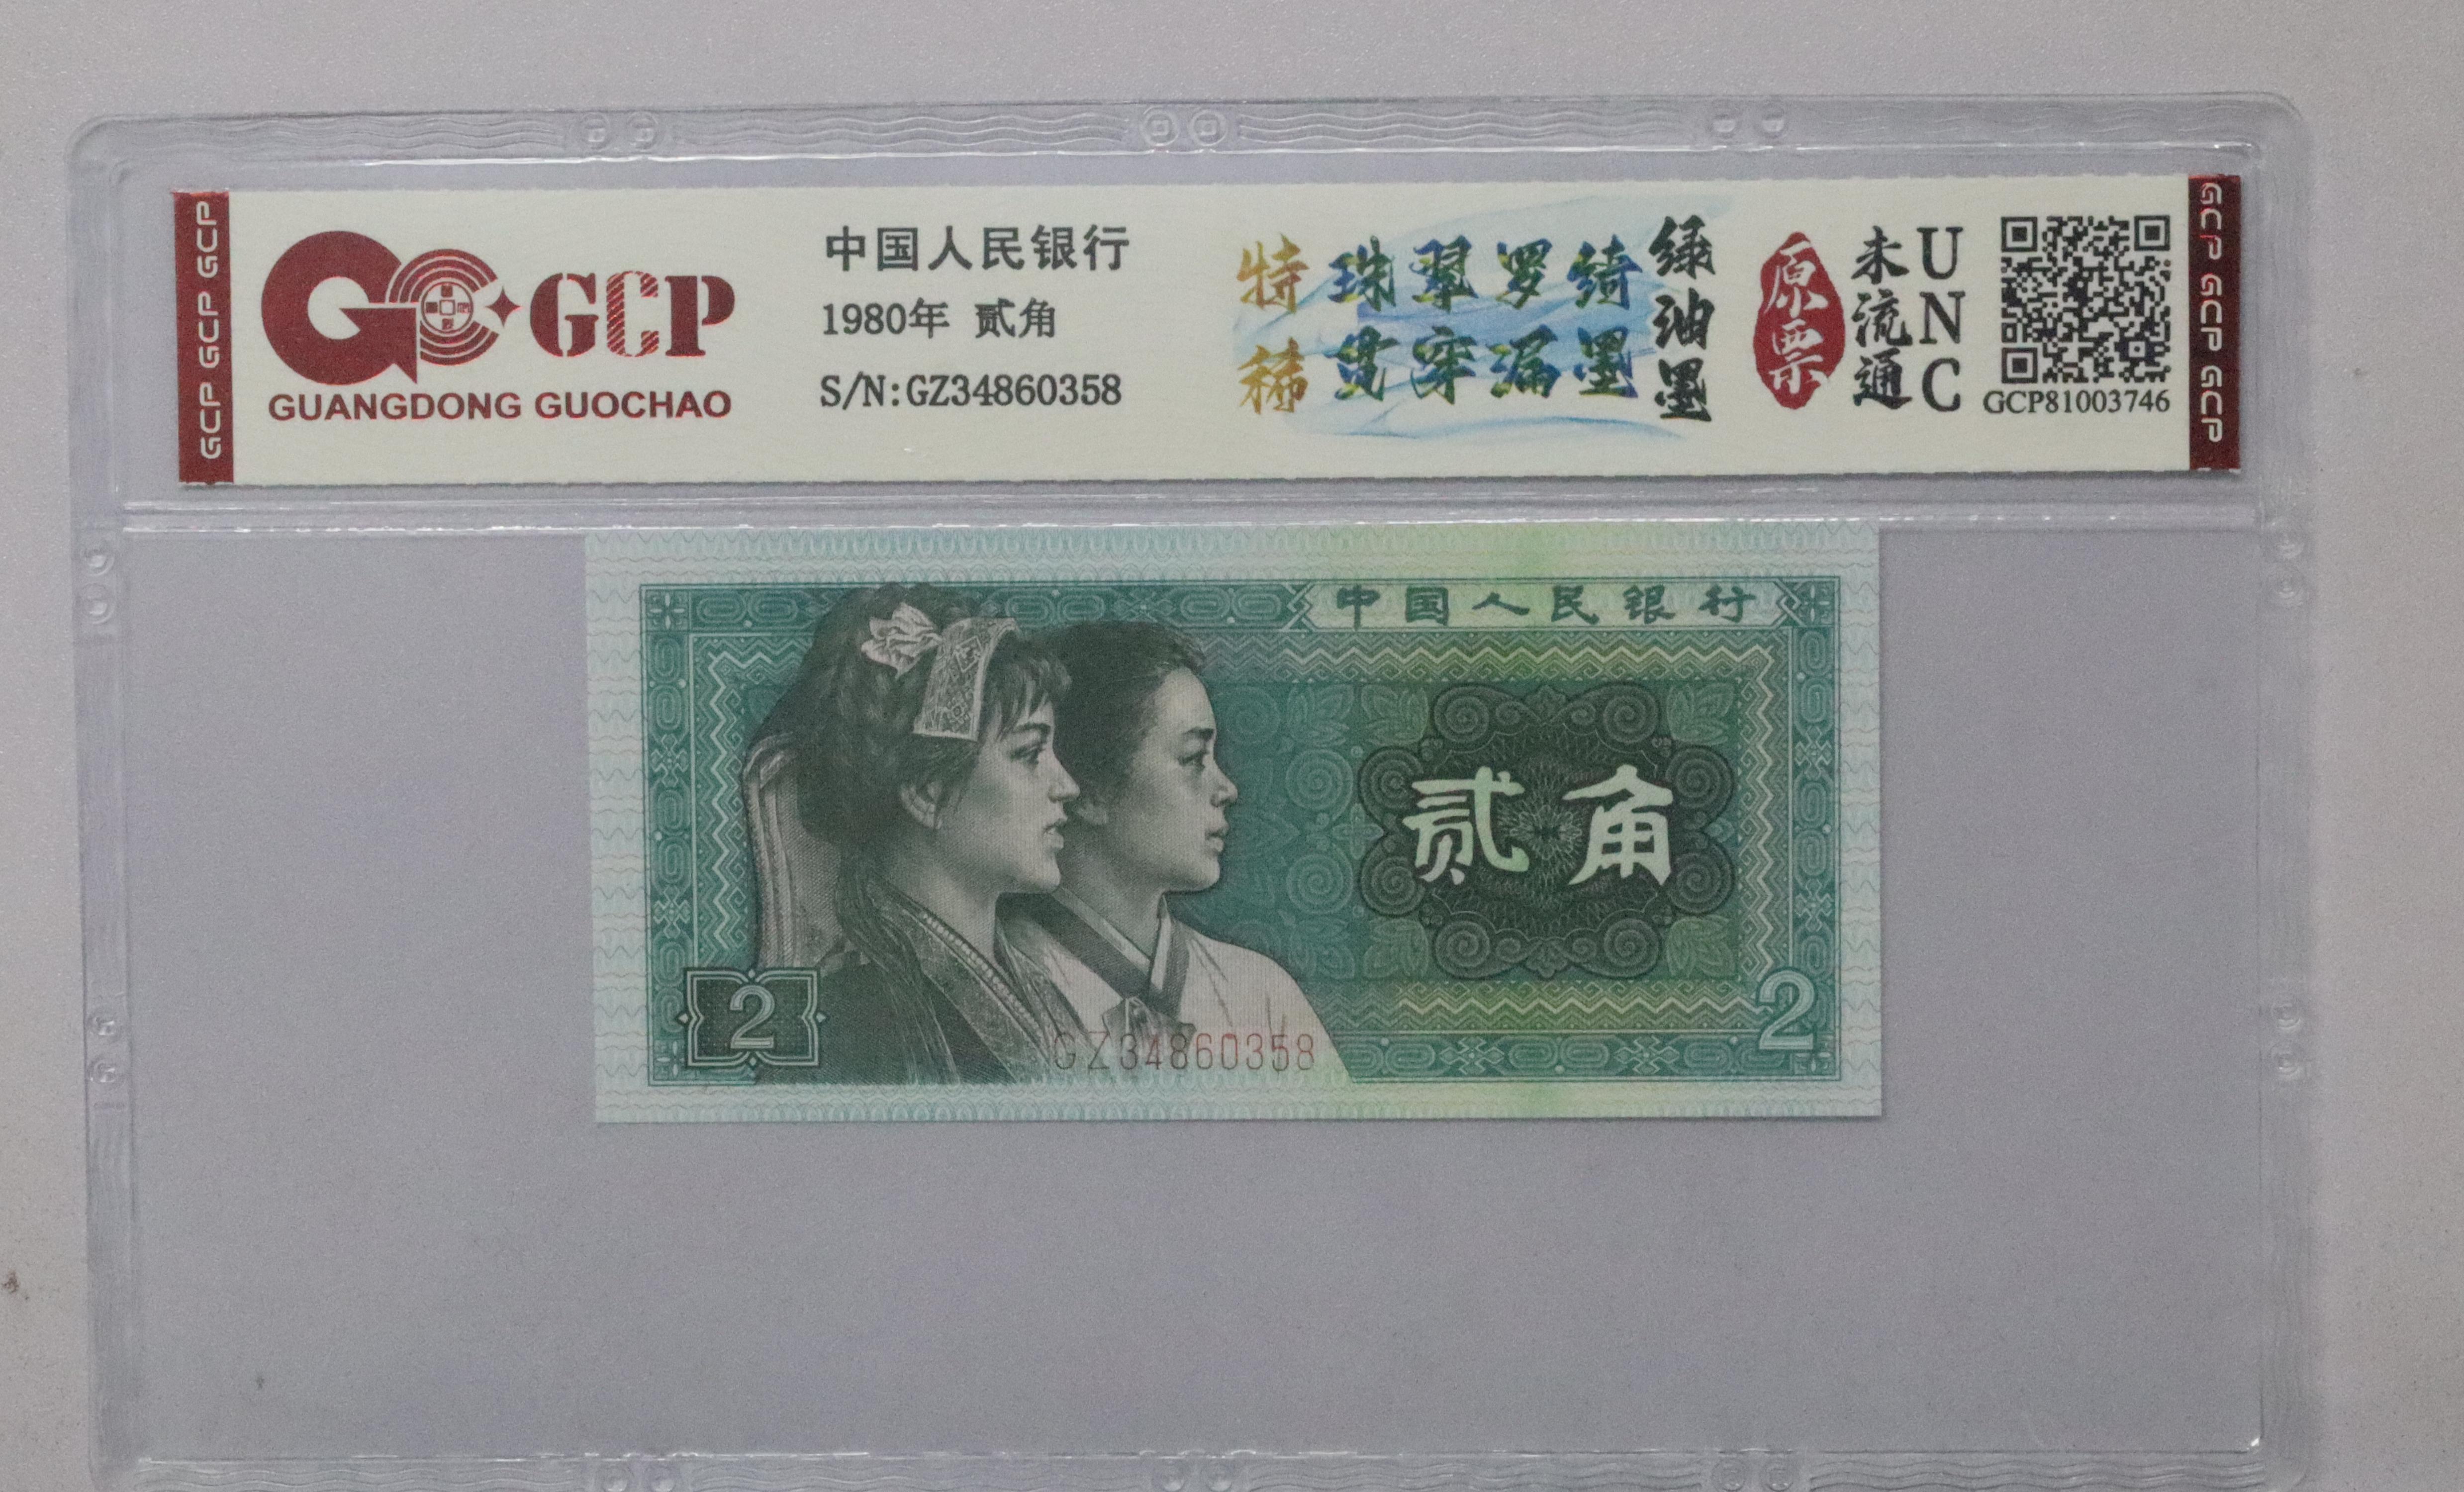 GCP GCP GCP
GCP
GUANGDONG GUOCHAO
中国人民银行
1980年 贰角
S/N:GZ34860358
特稀
珠翠罗绮
贯穿漏墨
绿油墨
原票
未流通
UNC
GCP81003746
GCP GCP GCP
中国人民银行
贰角
2
2
GZ34860358